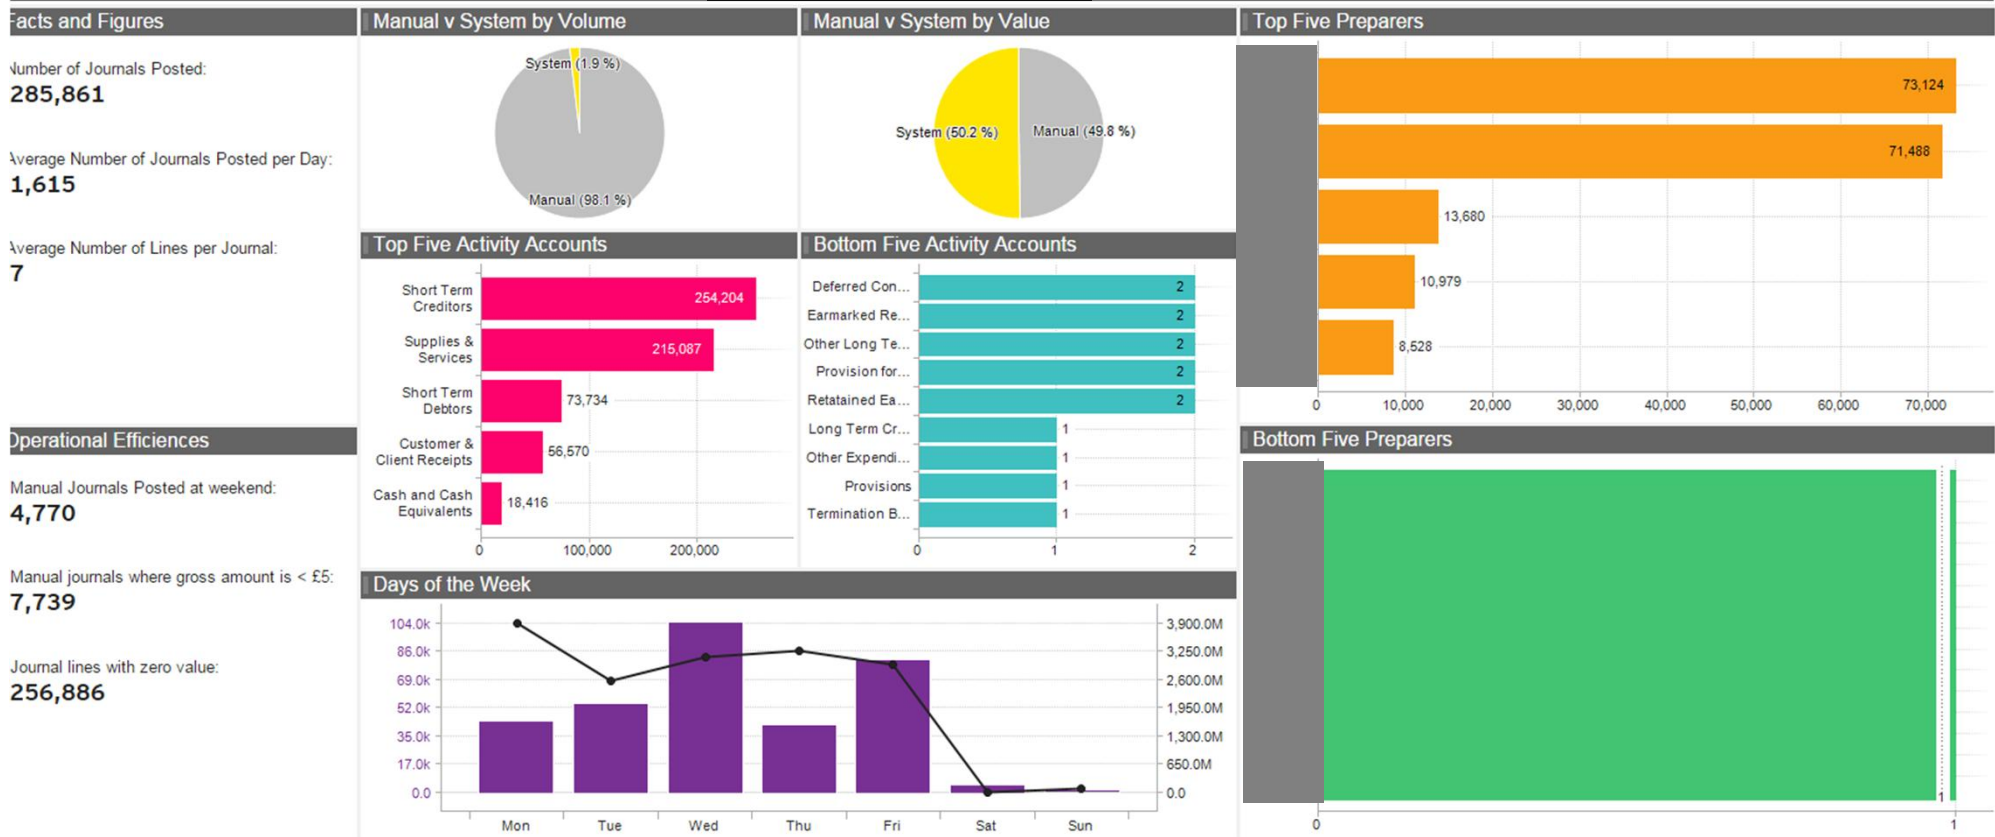 Facts and Figures
Number of Journals Posted:
285,861
Average Number of Journals Posted per Day:
1,615
Average Number of Lines per Journal:
7
Operational Efficiences
Manual Journals Posted at weekend:
4,770
Manual journals where gross amount is < £5:
7,739
Journal lines with zero value:
256,886
Manual v System by Volume
System (1.9 %)
Manual (98.1 %)
Manual v System by Value
System (50.2 %)
Manual (49.8 %)
Top Five Activity Accounts
Short Term
Creditors
254,204
Supplies &
Services
215,087
Short Term
Debtors
73,734
Customer &
Client Receipts
56,570
Cash and Cash
Equivalents
18,416
0 100,000 200,000
Bottom Five Activity Accounts
Deferred Con... 2
Earmarked Re... 2
Other Long Te... 2
Provision for... 2
Retatained Ea... 2
Long Term Cr... 1
Other Expendi... 1
Provisions 1
Termination B... 1
0 1 2
Days of the Week
104.0k 3,900.0M
86.0k 3,250.0M
69.0k 2,600.0M
52.0k 1,950.0M
35.0k 1,300.0M
17.0k 650.0M
0.0 0.0
Mon Tue Wed Thu Fri Sat Sun
Top Five Preparers
73,124
71,488
13,680
10,979
8,528
0 10,000 20,000 30,000 40,000 50,000 60,000 70,000
Bottom Five Preparers
1
0 1